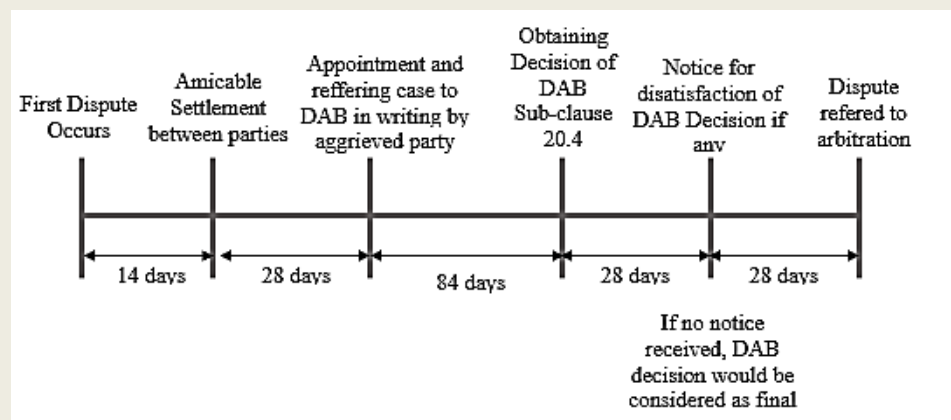 First Dispute
Occurs
Amicable
Settlement
between parties
Appointment and
reffering case to
DAB in writing by
aggrieved party
Obtaining
Decision of
DAB
Sub-clause
20.4
Notice for
disatisfaction of
DAB Decision if
any
Dispute
refered to
arbitration
14 days
28 days
84 days
28 days
28 days
If no notice
received, DAB
decision would be
considered as final